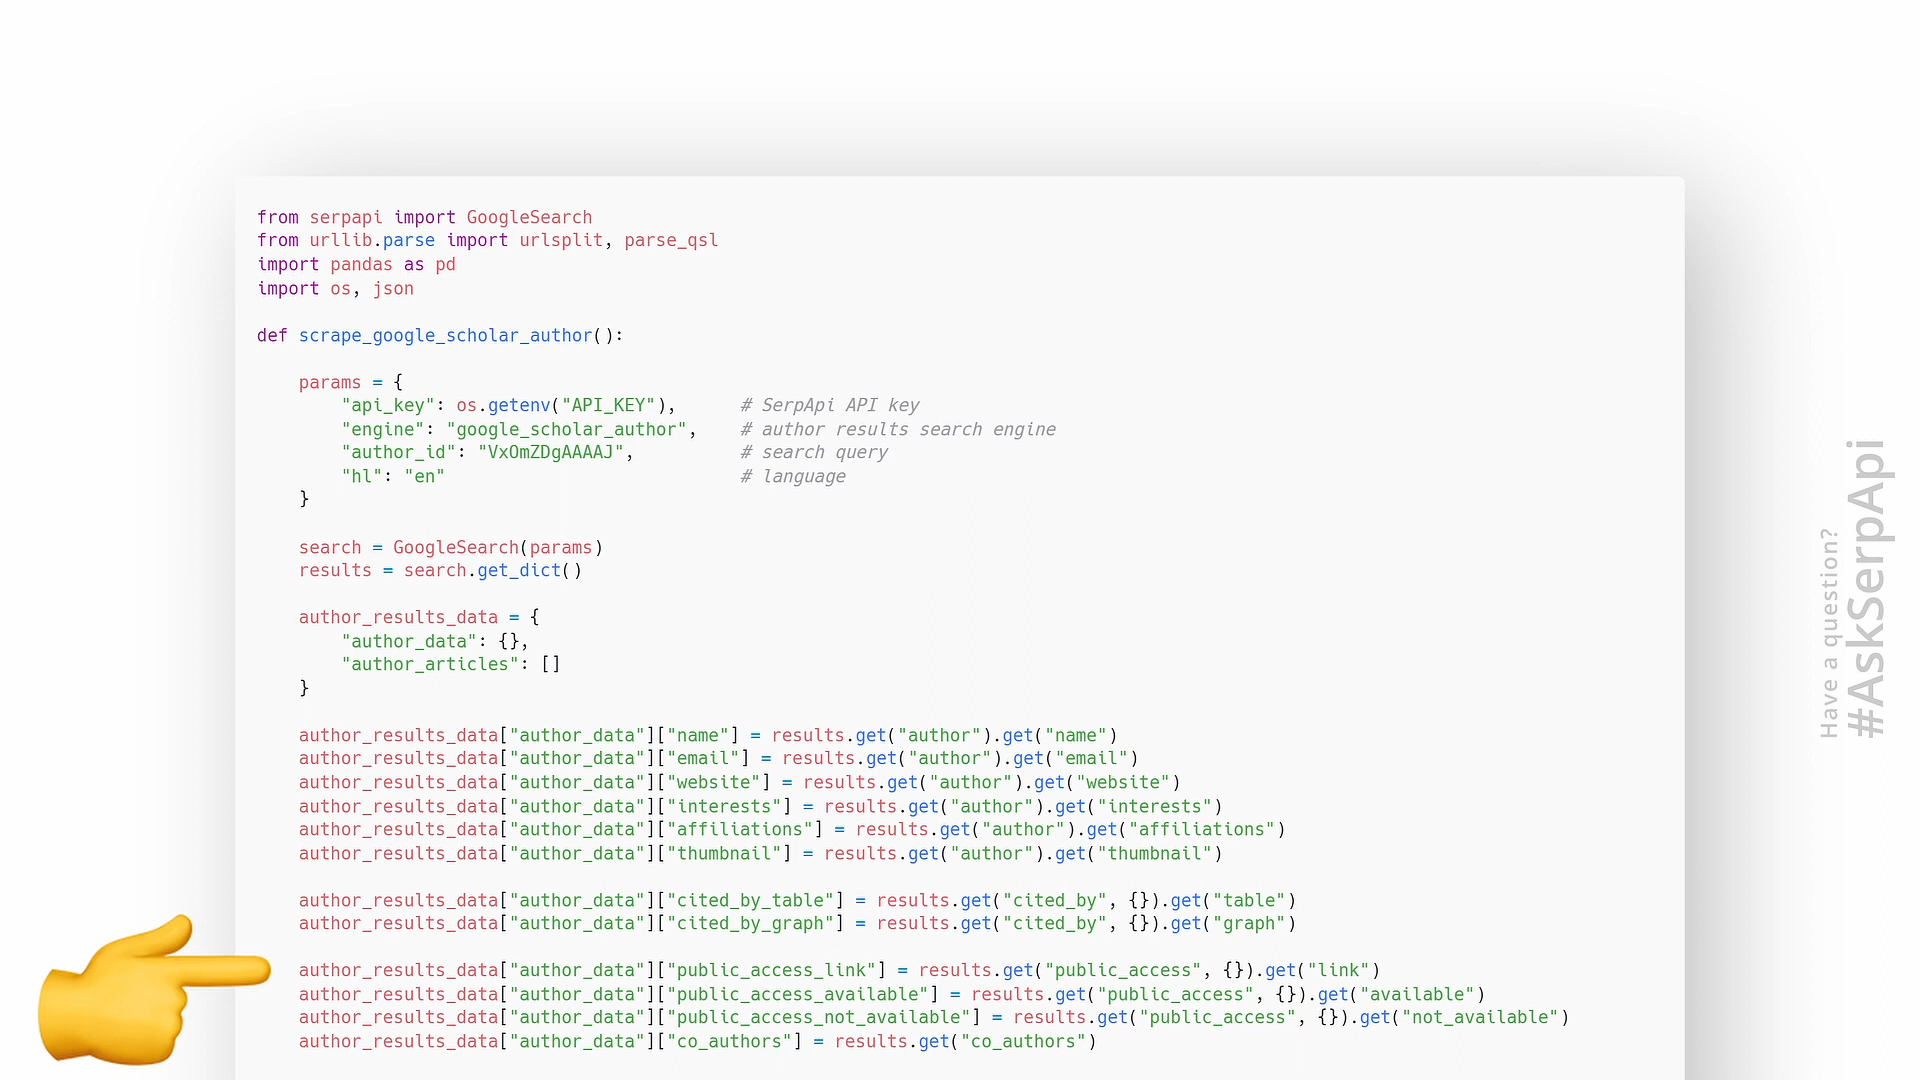 from serpapi import GoogleSearch
from urllib.parse import urlsplit, parse_qsl
import pandas as pd
import os, json

def scrape_google_scholar_author():

    params = {
        "api_key": os.getenv("API_KEY"),      # SerpApi API key
        "engine": "google_scholar_author",    # author results search engine
        "author_id": "VxOmZDgAAAAJ",          # search query
        "hl": "en"                            # language
    }

    search = GoogleSearch(params)
    results = search.get_dict()

    author_results_data = {
        "author_data": {},
        "author_articles": []
    }

    author_results_data["author_data"]["name"] = results.get("author").get("name")
    author_results_data["author_data"]["email"] = results.get("author").get("email")
    author_results_data["author_data"]["website"] = results.get("author").get("website")
    author_results_data["author_data"]["interests"] = results.get("author").get("interests")
    author_results_data["author_data"]["affiliations"] = results.get("author").get("affiliations")
    author_results_data["author_data"]["thumbnail"] = results.get("author").get("thumbnail")

    author_results_data["author_data"]["cited_by_table"] = results.get("cited_by", {}).get("table")
    author_results_data["author_data"]["cited_by_graph"] = results.get("cited_by", {}).get("graph")

    author_results_data["author_data"]["public_access_link"] = results.get("public_access", {}).get("link")
    author_results_data["author_data"]["public_access_available"] = results.get("public_access", {}).get("available")
    author_results_data["author_data"]["public_access_not_available"] = results.get("public_access", {}).get("not_available")
    author_results_data["author_data"]["co_authors"] = results.get("co_authors")
Have a question?
#AskSerpApi